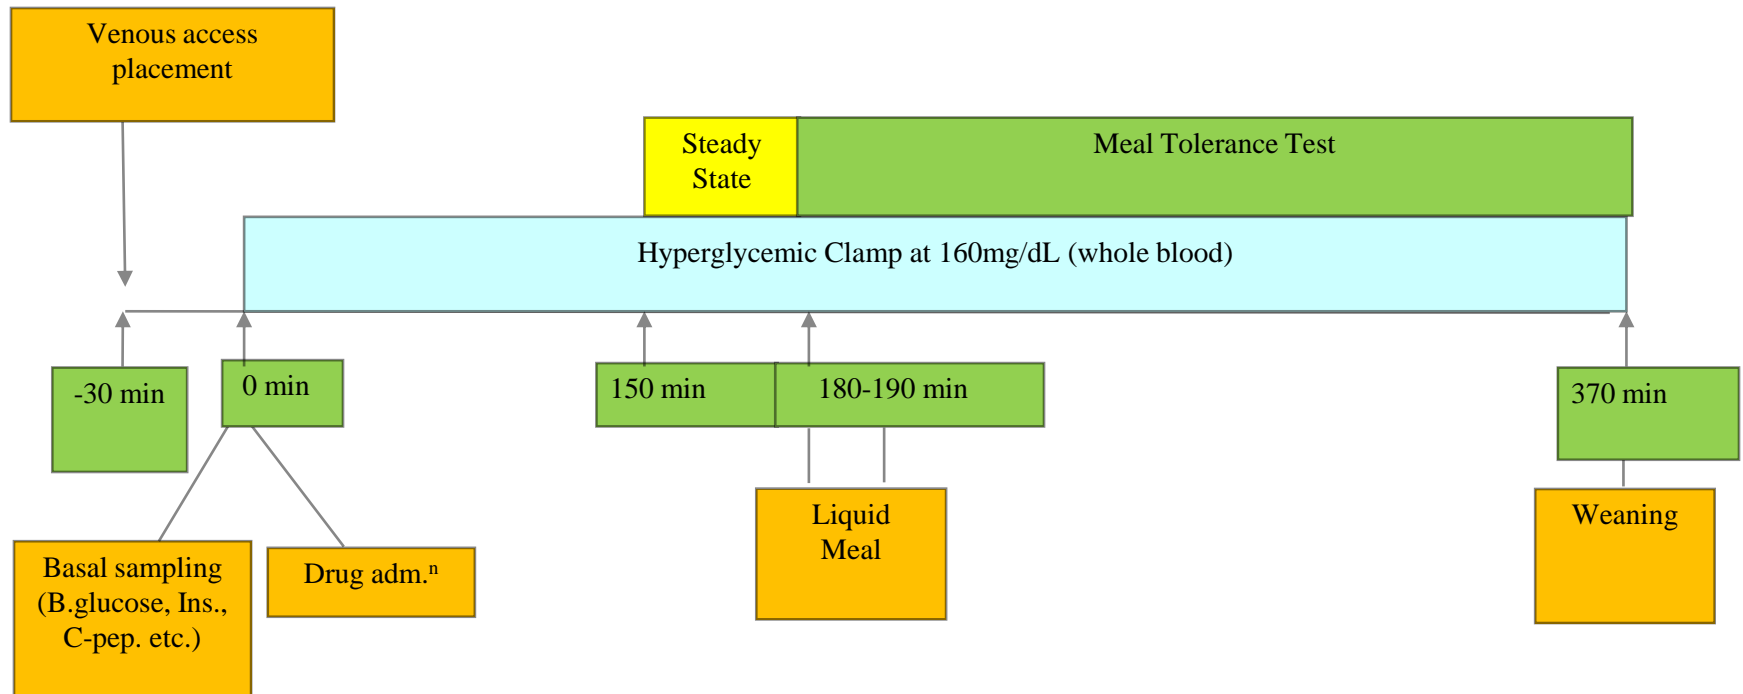 Venous access
placement
Steady
State
Meal Tolerance Test
Hyperglycemic Clamp at 160mg/dL (whole blood)
-30 min
0 min
150 min
180-190 min
370 min
Basal sampling
(B.glucose, Ins.,
C-pep. etc.)
Drug adm.ⁿ
Liquid
Meal
Weaning